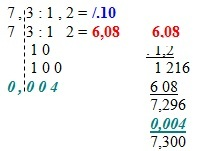 7,3:1,2 = /.10
7 3:1 2 = 6,08
1 0
1 0 0
0,0 0 4
6.08
. 1,2
1 216
6 08
7,296
0,004
7,300